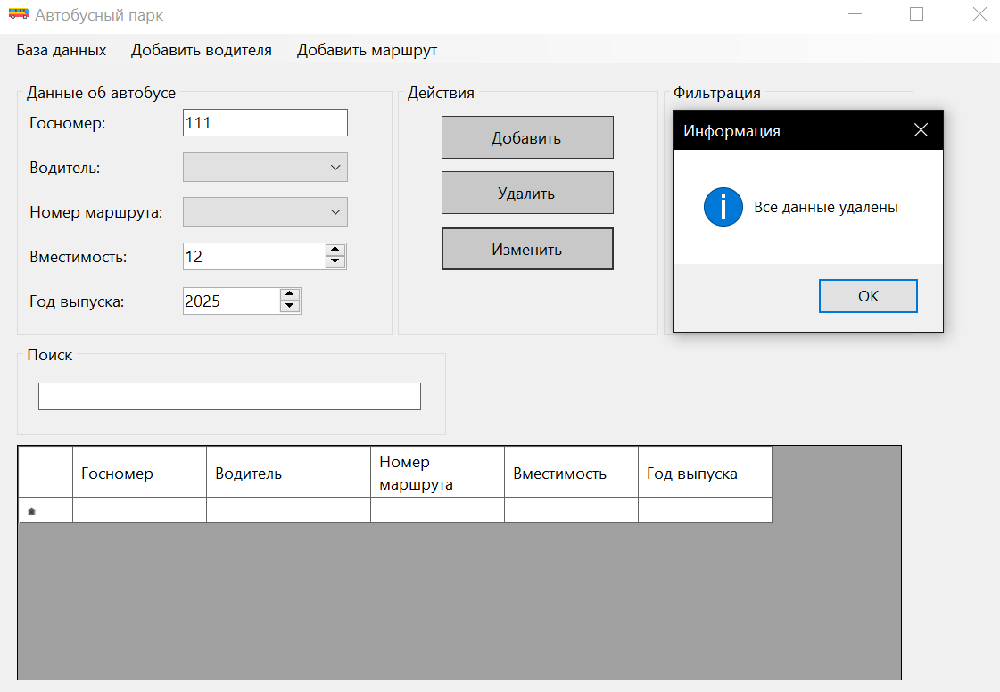 Автобусный парк
База данных
Добавить водителя
Добавить маршрут
Данные об автобусе
Госномер:
111
Водитель:
Номер маршрута:
Вместимость:
12
Год выпуска:
2025
Действия
Добавить
Удалить
Изменить
Фильтрация
Информация
Все данные удалены
ОК
Поиск
Госномер
Водитель
Номер
маршрута
Вместимость
Год выпуска